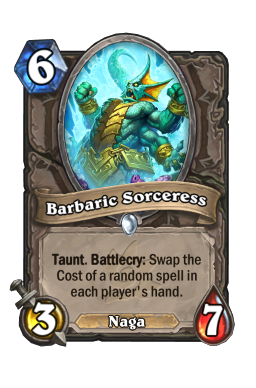 6
Barbaric Sorceress
Taunt. Battlecry: Swap the
Cost of a random spell in
each player's hand.
3
Naga
7